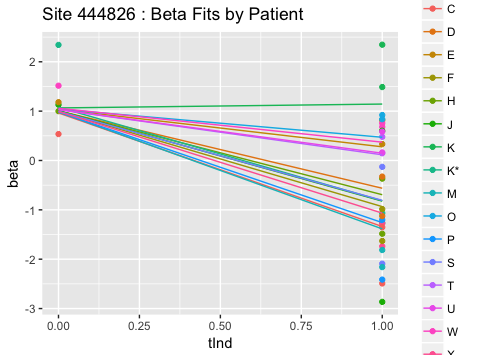 Site 444826 : Beta Fits by Patient
beta
2
1
0
-1
-2
-3
0.00 0.25 0.50 0.75 1.00
tInd
C
D
E
F
H
J
K
K*
M
O
P
S
T
U
W